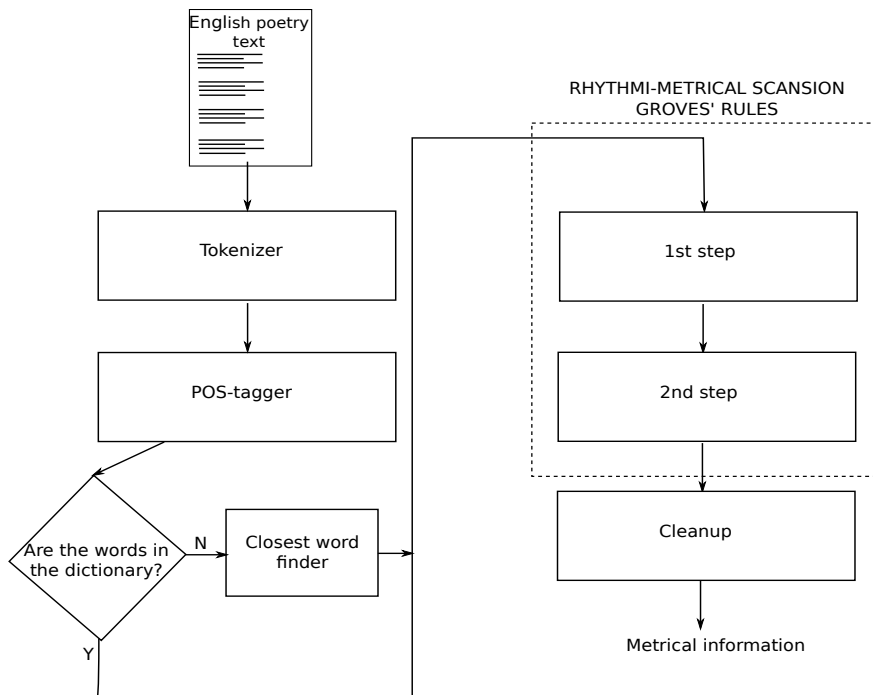 English poetry
text
Tokenizer
POS-tagger
Are the words in
the dictionary?
N
Y
Closest word
finder
RHYTHMI-METRICAL SCANSION
GROVES' RULES
1st step
2nd step
Cleanup
Metrical information